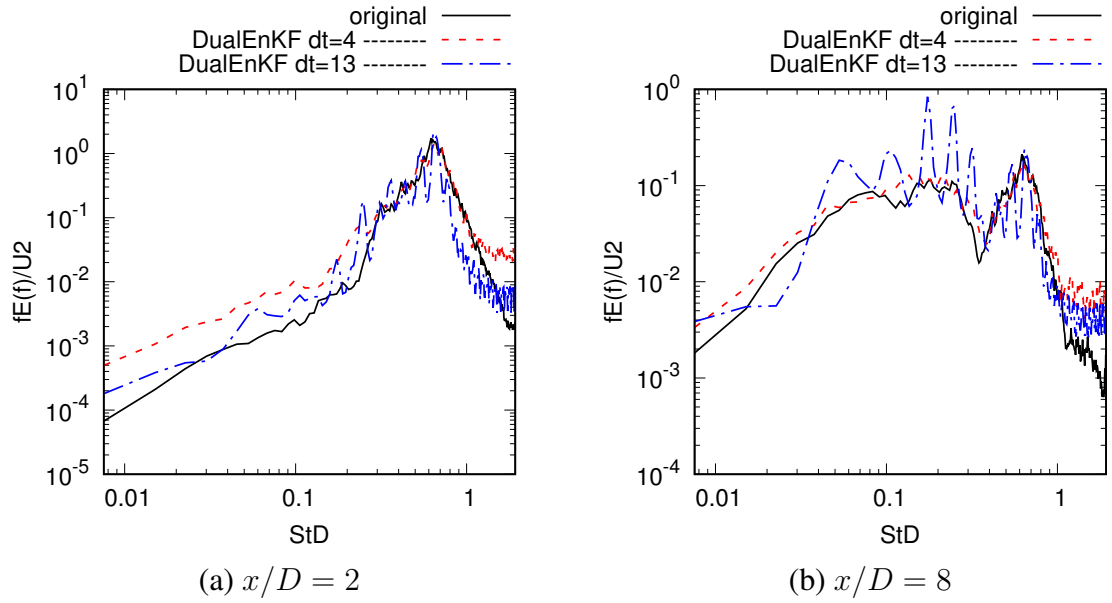 original
DualEnKF dt=4 --------
DualEnKF dt=13 --------
10^1
10^0
10^-1
10^-2
10^-3
10^-4
10^-5
fE(f)/U2
0.01 0.1 1
StD
(a) x/D = 2
original
DualEnKF dt=4 --------
DualEnKF dt=13 --------
10^0
10^-1
10^-2
10^-3
10^-4
fE(f)/U2
0.01 0.1 1
StD
(b) x/D = 8